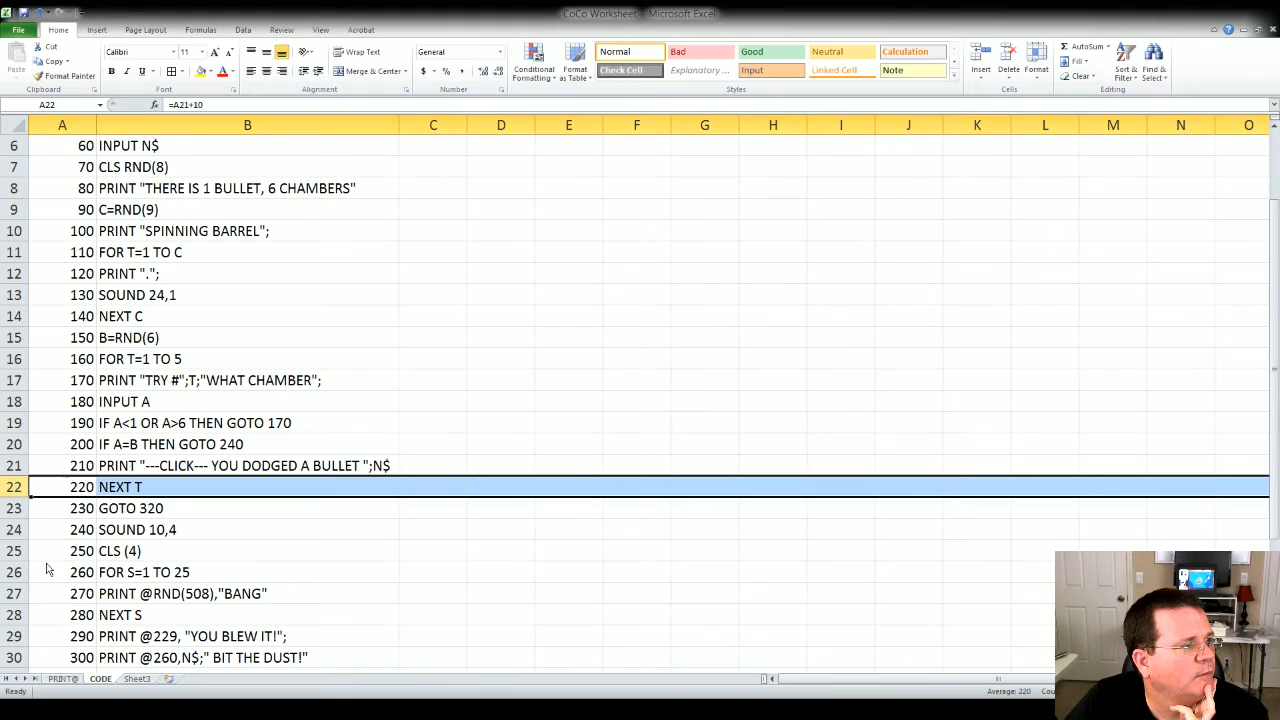 CoCo Worksheet - Microsoft Excel
File Home Insert Page Layout Formulas Data Review View Acrobat
Paste Cut Copy Format Painter Clipboard
Calibri 11 Font
Wrap Text Merge & Center Alignment
General Number
Conditional Formatting Format as Table
Normal Bad Good Neutral Calculation
Check Cell Explanatory ... Input Linked Cell Note
Styles
Insert Delete Format Cells
AutoSum Fill Clear Sort & Filter Find & Select Editing
A22 fx =A21+10
A B C D E F G H I J K L M N O
6 60 INPUT N$
7 70 CLS RND(8)
8 80 PRINT "THERE IS 1 BULLET, 6 CHAMBERS"
9 90 C=RND(9)
10 100 PRINT "SPINNING BARREL";
11 110 FOR T=1 TO C
12 120 PRINT ".";
13 130 SOUND 24,1
14 140 NEXT C
15 150 B=RND(6)
16 160 FOR T=1 TO 5
17 170 PRINT "TRY #";T;"WHAT CHAMBER";
18 180 INPUT A
19 190 IF A<1 OR A>6 THEN GOTO 170
20 200 IF A=B THEN GOTO 240
21 210 PRINT "---CLICK--- YOU DODGED A BULLET ";N$
22 220 NEXT T
23 230 GOTO 320
24 240 SOUND 10,4
25 250 CLS (4)
26 260 FOR S=1 TO 25
27 270 PRINT @RND(508),"BANG"
28 280 NEXT S
29 290 PRINT @229, "YOU BLEW IT!";
30 300 PRINT @260,N$;" BIT THE DUST!"
PRINT@ CODE Sheet3
Ready Average: 220